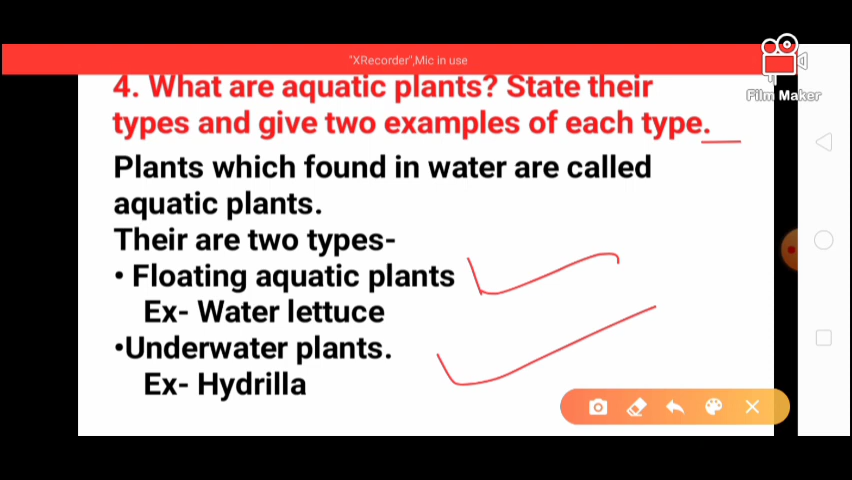 "XRecorder",Mic in use
Film Maker
4. What are aquatic plants? State their
types and give two examples of each type.
Plants which found in water are called
aquatic plants.
Their are two types-
• Floating aquatic plants
Ex- Water lettuce
•Underwater plants.
Ex- Hydrilla